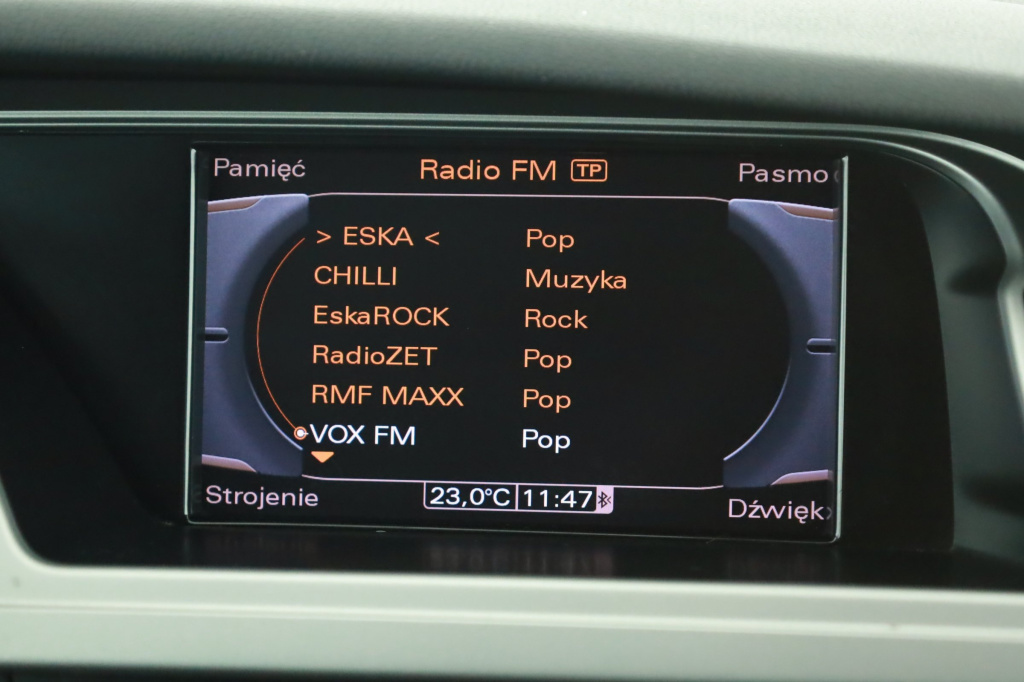 Pamięć Radio FM TP Pasmo
> ESKA < Pop
CHILLI Muzyka
EskaROCK Rock
RadioZET Pop
RMF MAXX Pop
VOX FM Pop
Strojenie 23,0°C 11:47 Dźwięk